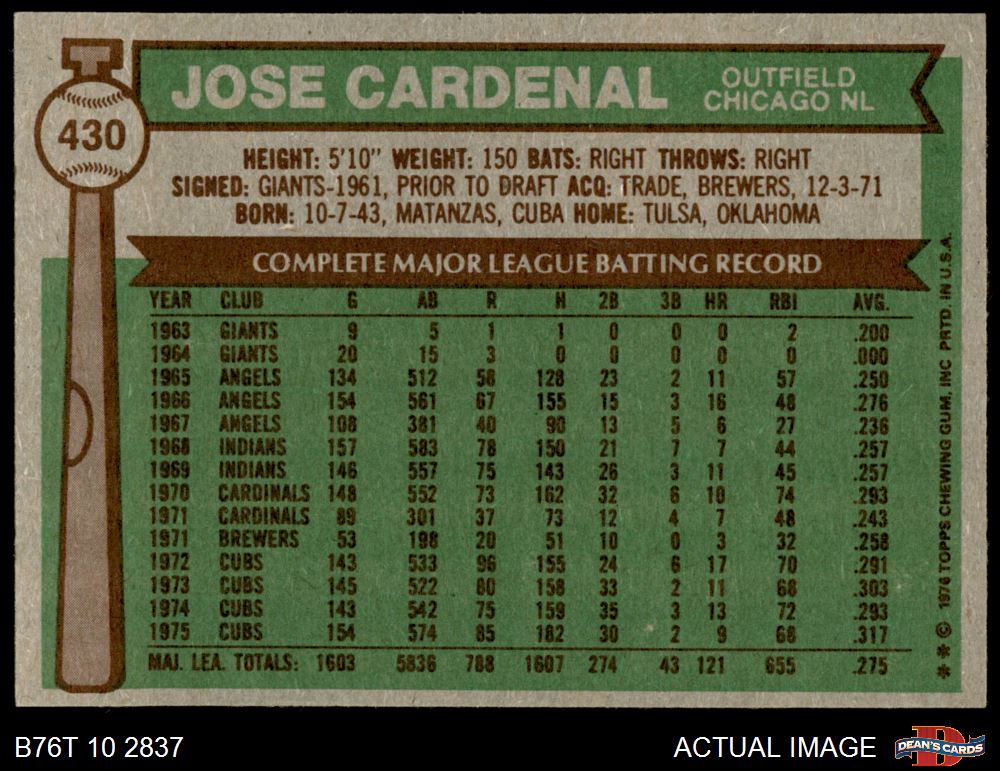 JOSE CARDENAL
OUTFIELD
CHICAGO NL
430
HEIGHT: 5'10" WEIGHT: 150 BATS: RIGHT THROWS: RIGHT
SIGNED: GIANTS-1961, PRIOR TO DRAFT ACQ: TRADE, BREWERS, 12-3-71
BORN: 10-7-43, MATANZAS, CUBA HOME: TULSA, OKLAHOMA
COMPLETE MAJOR LEAGUE BATTING RECORD
YEAR CLUB G AB R H 2B 3B HR RBI AVG.
1963 GIANTS 9 5 1 1 0 0 0 2 .200
1964 GIANTS 20 15 3 0 0 0 0 0 .000
1965 ANGELS 134 512 58 128 23 2 11 57 .250
1966 ANGELS 154 561 67 155 15 3 16 48 .276
1967 ANGELS 108 381 40 90 13 5 6 27 .236
1968 INDIANS 157 583 78 150 21 7 7 44 .257
1969 INDIANS 146 557 75 143 26 3 11 45 .257
1970 CARDINALS 148 552 73 162 32 6 10 74 .293
1971 CARDINALS 89 301 37 73 12 4 7 48 .243
1971 BREWERS 53 198 20 51 10 0 3 32 .258
1972 CUBS 143 533 96 155 24 6 17 70 .291
1973 CUBS 145 522 80 158 33 2 11 68 .303
1974 CUBS 143 542 75 159 35 3 13 72 .293
1975 CUBS 154 574 85 182 30 2 9 68 .317
MAJ. LEA. TOTALS: 1603 5836 788 1607 274 43 121 655 .275
** © 1976 TOPPS CHEWING GUM, INC PRTD. IN U.S.A.
B76T 10 2837
ACTUAL IMAGE
DEAN'S CARDS